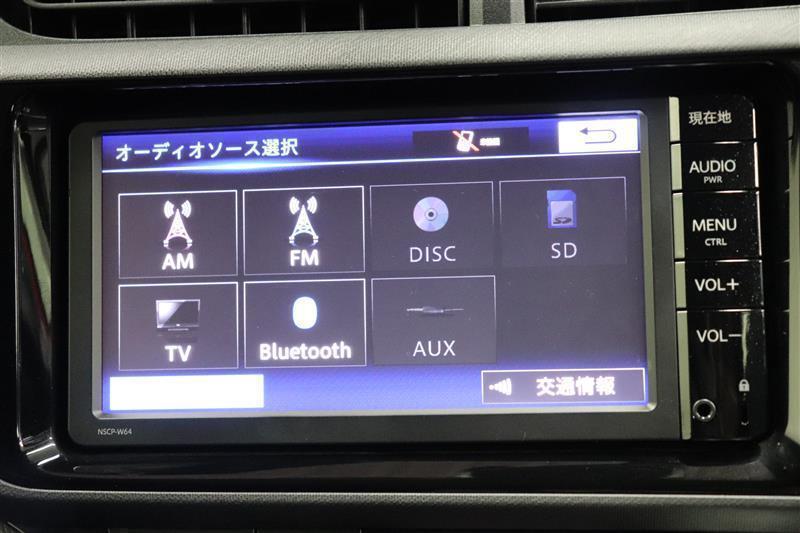 オーディオソース選択
AM
FM
DISC
SD
TV
Bluetooth
AUX
交通情報
NSCP-W64
現在地
AUDIO
PWR
MENU
CTRL
VOL+
VOL−